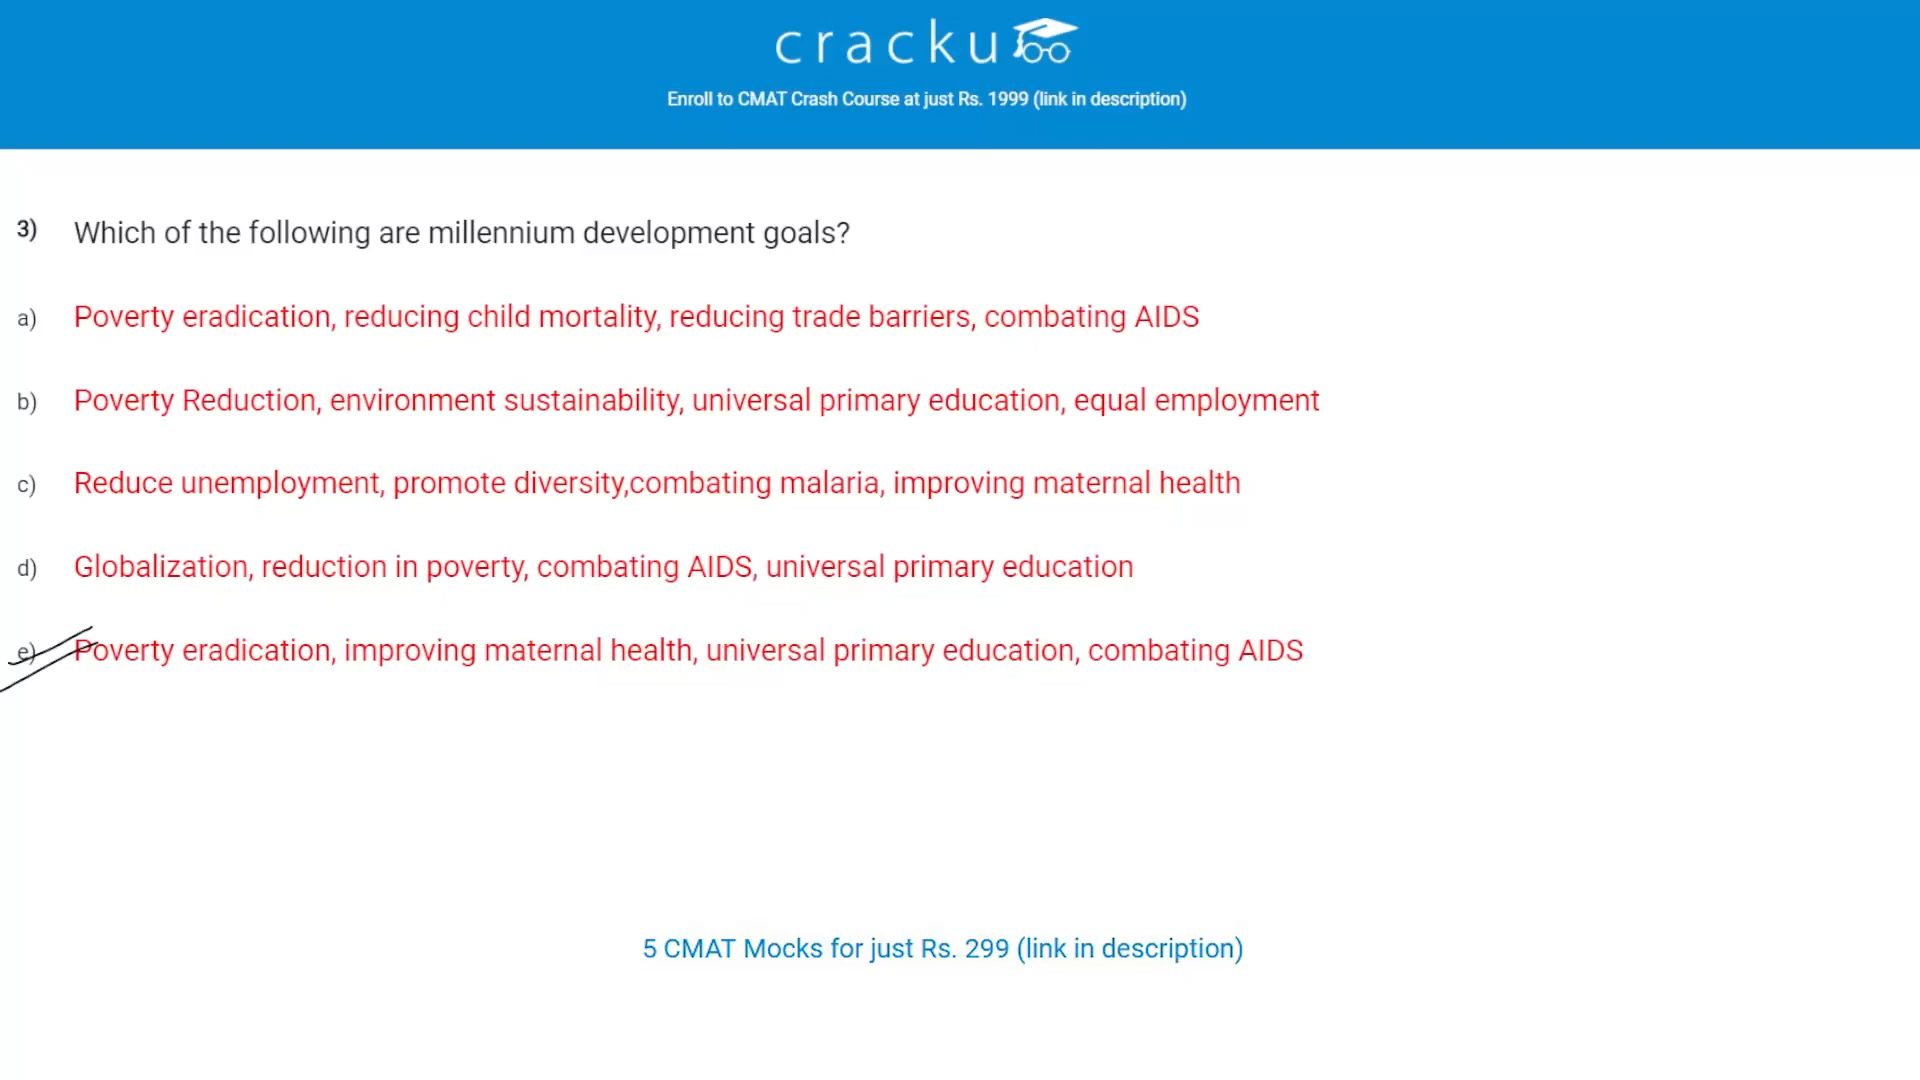 cracku
Enroll to CMAT Crash Course at just Rs. 1999 (link in description)
3) Which of the following are millennium development goals?
a) Poverty eradication, reducing child mortality, reducing trade barriers, combating AIDS
b) Poverty Reduction, environment sustainability, universal primary education, equal employment
c) Reduce unemployment, promote diversity,combating malaria, improving maternal health
d) Globalization, reduction in poverty, combating AIDS, universal primary education
e) Poverty eradication, improving maternal health, universal primary education, combating AIDS
5 CMAT Mocks for just Rs. 299 (link in description)